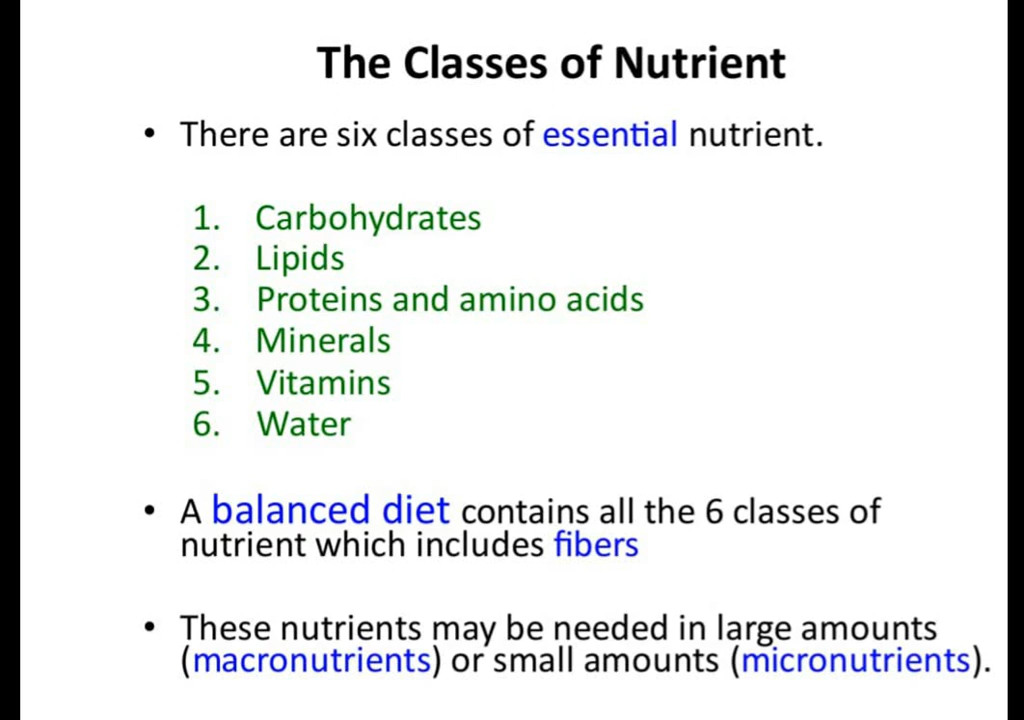 The Classes of Nutrient
• There are six classes of essential nutrient.
1. Carbohydrates
2. Lipids
3. Proteins and amino acids
4. Minerals
5. Vitamins
6. Water
• A balanced diet contains all the 6 classes of
nutrient which includes fibers
• These nutrients may be needed in large amounts
(macronutrients) or small amounts (micronutrients).